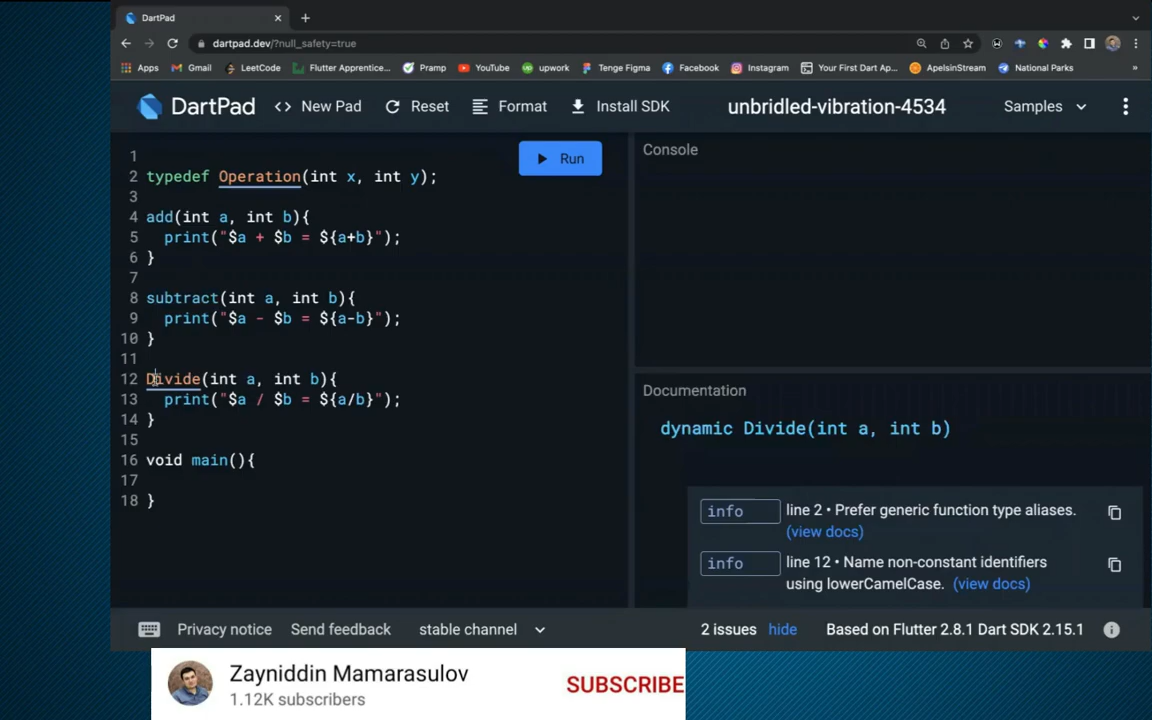 DartPad
dartpad.dev/?null_safety=true
Apps Gmail LeetCode Flutter Apprentice... Pramp YouTube upwork Tenge Figma Facebook Instagram Your First Dart Ap... ApelsinStream National Parks »
DartPad <> New Pad Reset Format Install SDK unbridled-vibration-4534 Samples
Run
1
2 typedef Operation(int x, int y);
3
4 add(int a, int b){
5 print("$a + $b = ${a+b}");
6 }
7
8 subtract(int a, int b){
9 print("$a - $b = ${a-b}");
10 }
11
12 Divide(int a, int b){
13 print("$a / $b = ${a/b}");
14 }
15
16 void main(){
17
18 }
Console
Documentation
dynamic Divide(int a, int b)
info line 2 • Prefer generic function type aliases.
(view docs)
info line 12 • Name non-constant identifiers
using lowerCamelCase. (view docs)
Privacy notice Send feedback stable channel 2 issues hide Based on Flutter 2.8.1 Dart SDK 2.15.1
Zayniddin Mamarasulov
1.12K subscribers
SUBSCRIBE